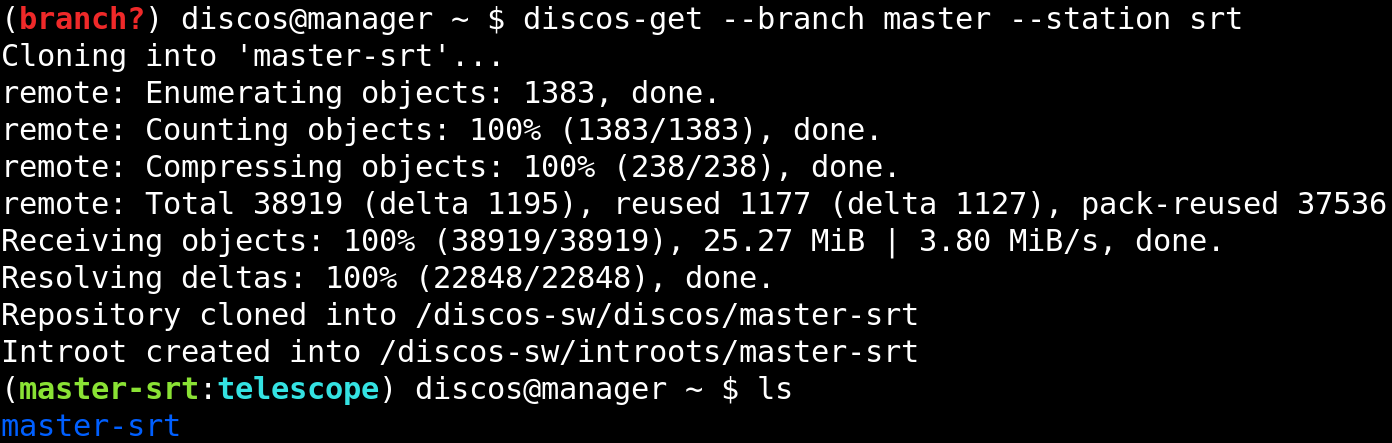 (branch?) discos@manager ~ $ discos-get --branch master --station srt
Cloning into 'master-srt'...
remote: Enumerating objects: 1383, done.
remote: Counting objects: 100% (1383/1383), done.
remote: Compressing objects: 100% (238/238), done.
remote: Total 38919 (delta 1195), reused 1177 (delta 1127), pack-reused 37536
Receiving objects: 100% (38919/38919), 25.27 MiB | 3.80 MiB/s, done.
Resolving deltas: 100% (22848/22848), done.
Repository cloned into /discos-sw/discos/master-srt
Introot created into /discos-sw/introots/master-srt
(master-srt:telescope) discos@manager ~ $ ls
master-srt